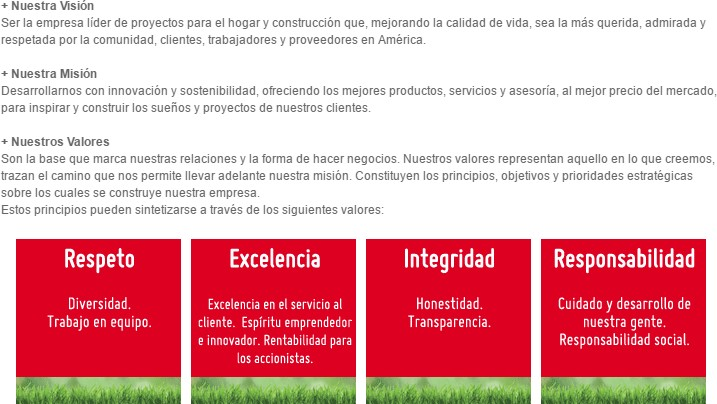 + Nuestra Visión
Ser la empresa líder de proyectos para el hogar y construcción que, mejorando la calidad de vida, sea la más querida, admirada y
respetada por la comunidad, clientes, trabajadores y proveedores en América.
+ Nuestra Misión
Desarrollarnos con innovación y sostenibilidad, ofreciendo los mejores productos, servicios y asesoría, al mejor precio del mercado,
para inspirar y construir los sueños y proyectos de nuestros clientes.
+ Nuestros Valores
Son la base que marca nuestras relaciones y la forma de hacer negocios. Nuestros valores representan aquello en lo que creemos,
trazan el camino que nos permite llevar adelante nuestra misión. Constituyen los principios, objetivos y prioridades estratégicas
sobre los cuales se construye nuestra empresa.
Estos principios pueden sintetizarse a través de los siguientes valores:
Respeto
Diversidad.
Trabajo en equipo.
Excelencia
Excelencia en el servicio al
cliente. Espíritu emprendedor
e innovador. Rentabilidad para
los accionistas.
Integridad
Honestidad.
Transparencia.
Responsabilidad
Cuidado y desarrollo de
nuestra gente.
Responsabilidad social.